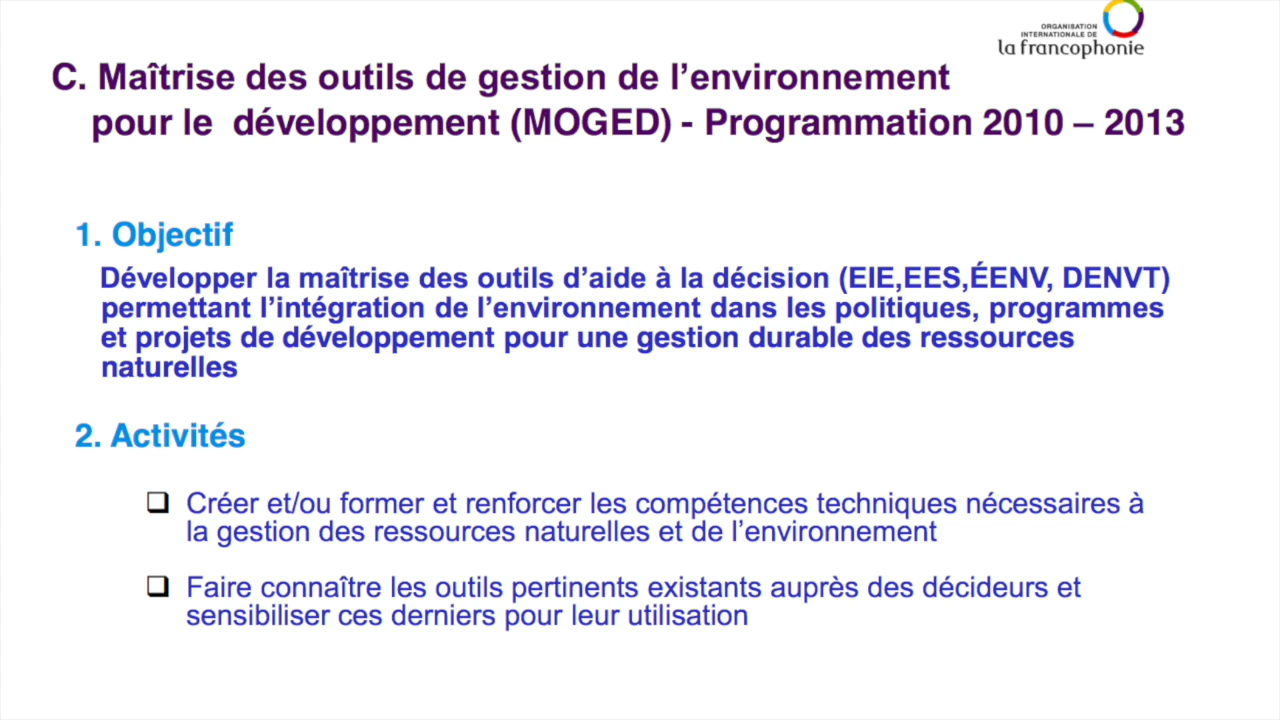 ORGANISATION
INTERNATIONALE DE
la francophonie
C. Maîtrise des outils de gestion de l’environnement
pour le développement (MOGED) - Programmation 2010 – 2013
1. Objectif
Développer la maîtrise des outils d’aide à la décision (EIE,EES,ÉENV, DENVT)
permettant l’intégration de l’environnement dans les politiques, programmes
et projets de développement pour une gestion durable des ressources
naturelles
2. Activités
❑ Créer et/ou former et renforcer les compétences techniques nécessaires à
la gestion des ressources naturelles et de l’environnement
❑ Faire connaître les outils pertinents existants auprès des décideurs et
sensibiliser ces derniers pour leur utilisation